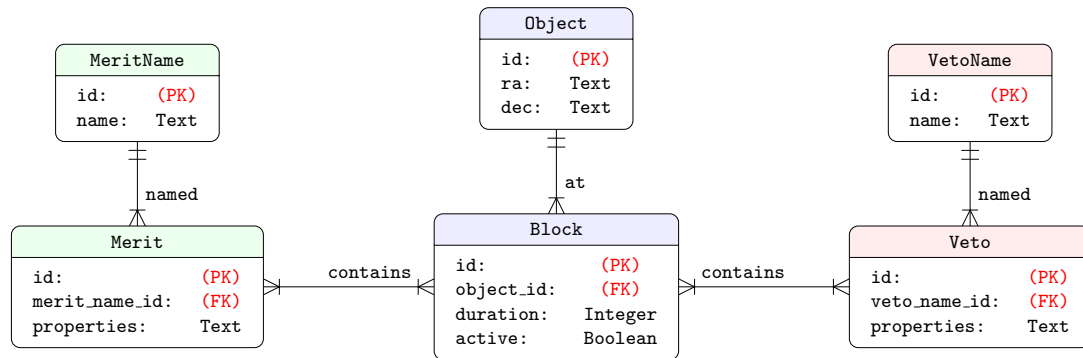 Object
id: (PK)
ra: Text
dec: Text
MeritName
id: (PK)
name: Text
VetoName
id: (PK)
name: Text
named
at
named
Merit
id: (PK)
merit_name_id: (FK)
properties: Text
contains
Block
id: (PK)
object_id: (FK)
duration: Integer
active: Boolean
contains
Veto
id: (PK)
veto_name_id: (FK)
properties: Text